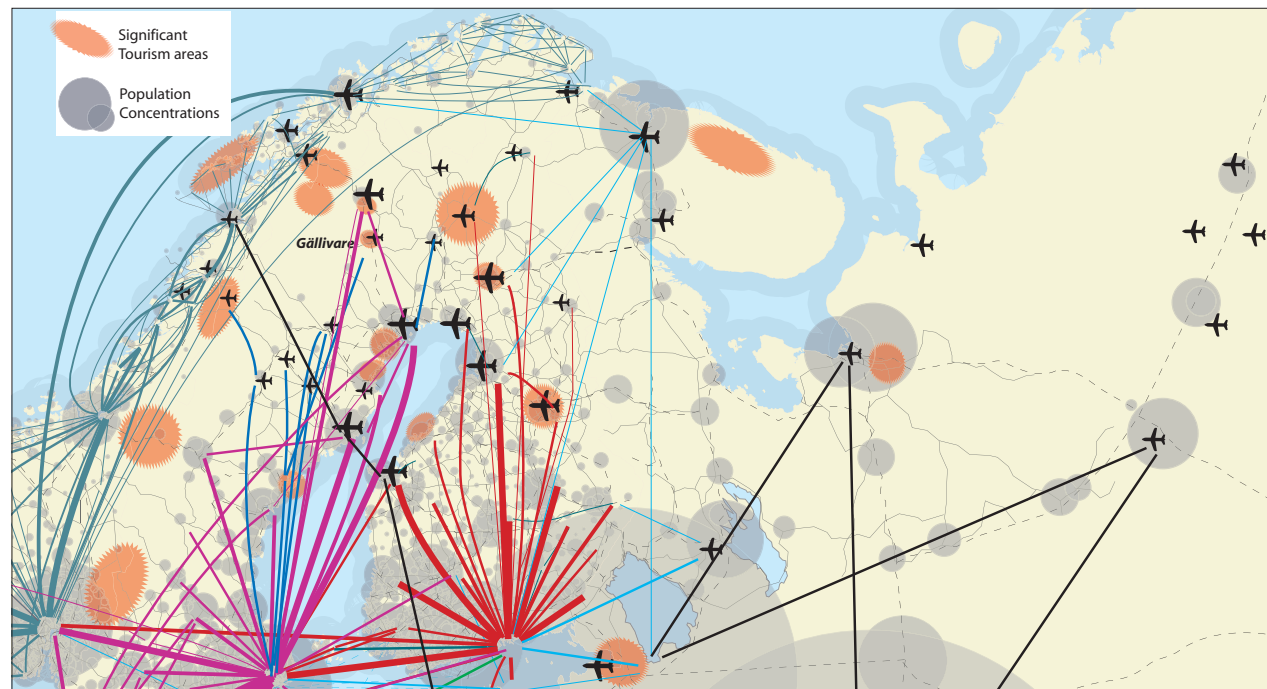 Significant
Tourism areas
Population
Concentrations
Gällivare